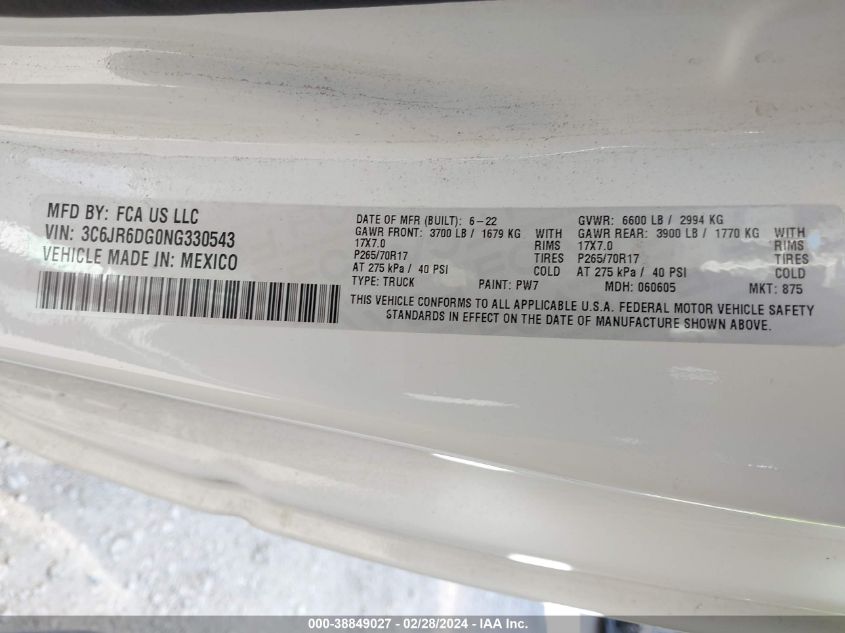 MFD BY: FCA US LLC
VIN: 3C6JR6DG0NG330543
VEHICLE MADE IN: MEXICO
DATE OF MFR (BUILT): 6-22 GVWR: 6600 LB / 2994 KG
GAWR FRONT: 3700 LB / 1679 KG WITH GAWR REAR: 3900 LB / 1770 KG WITH
17X7.0 RIMS 17X7.0 RIMS
P265/70R17 TIRES P265/70R17 TIRES
AT 275 kPa / 40 PSI COLD AT 275 kPa / 40 PSI COLD
TYPE: TRUCK PAINT: PW7 MDH: 060605 MKT: 875
THIS VEHICLE CONFORMS TO ALL APPLICABLE U.S.A. FEDERAL MOTOR VEHICLE SAFETY
STANDARDS IN EFFECT ON THE DATE OF MANUFACTURE SHOWN ABOVE.
000-38849027 - 02/28/2024 - IAA Inc.